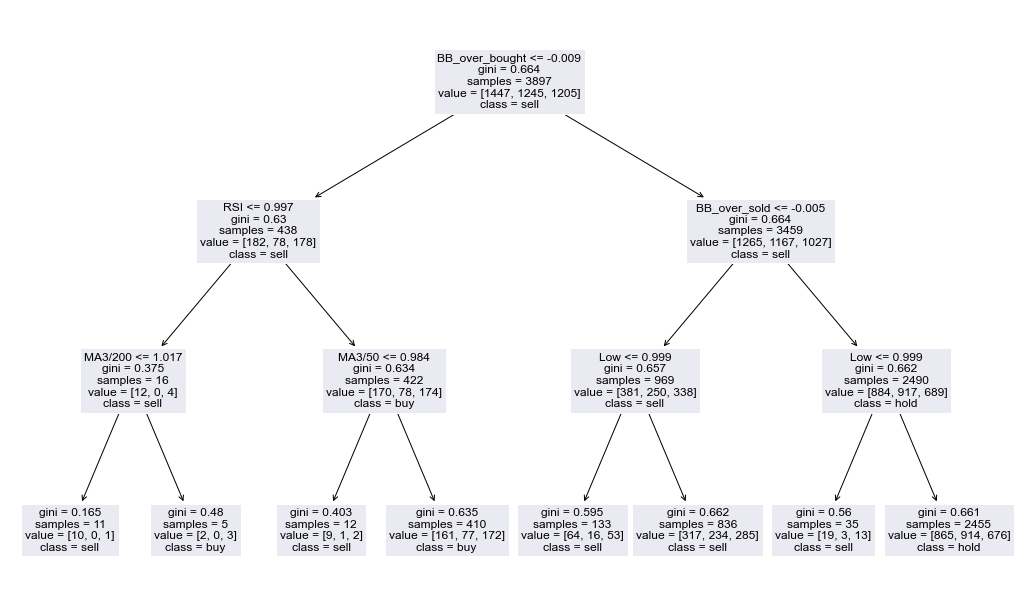 BB_over_bought <= -0.009
gini = 0.664
samples = 3897
value = [1447, 1245, 1205]
class = sell
RSI <= 0.997
gini = 0.63
samples = 438
value = [182, 78, 178]
class = sell
BB_over_sold <= -0.005
gini = 0.664
samples = 3459
value = [1265, 1167, 1027]
class = sell
MA3/200 <= 1.017
gini = 0.375
samples = 16
value = [12, 0, 4]
class = sell
MA3/50 <= 0.984
gini = 0.634
samples = 422
value = [170, 78, 174]
class = buy
Low <= 0.999
gini = 0.657
samples = 969
value = [381, 250, 338]
class = sell
Low <= 0.999
gini = 0.662
samples = 2490
value = [884, 917, 689]
class = hold
gini = 0.165
samples = 11
value = [10, 0, 1]
class = sell
gini = 0.48
samples = 5
value = [2, 0, 3]
class = buy
gini = 0.403
samples = 12
value = [9, 1, 2]
class = sell
gini = 0.635
samples = 410
value = [161, 77, 172]
class = buy
gini = 0.595
samples = 133
value = [64, 16, 53]
class = sell
gini = 0.662
samples = 836
value = [317, 234, 285]
class = sell
gini = 0.56
samples = 35
value = [19, 3, 13]
class = sell
gini = 0.661
samples = 2455
value = [865, 914, 676]
class = hold